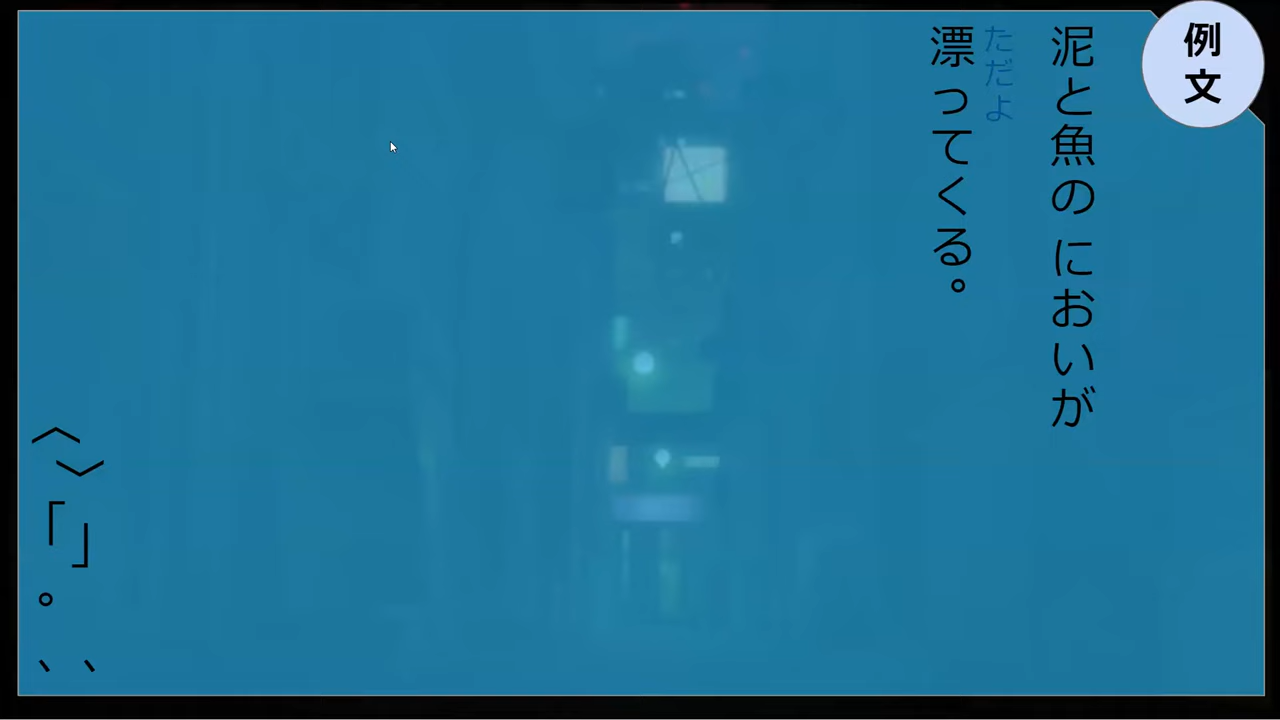 例文
泥と魚の においが
ただよ
漂ってくる。
〈〉「」。、、